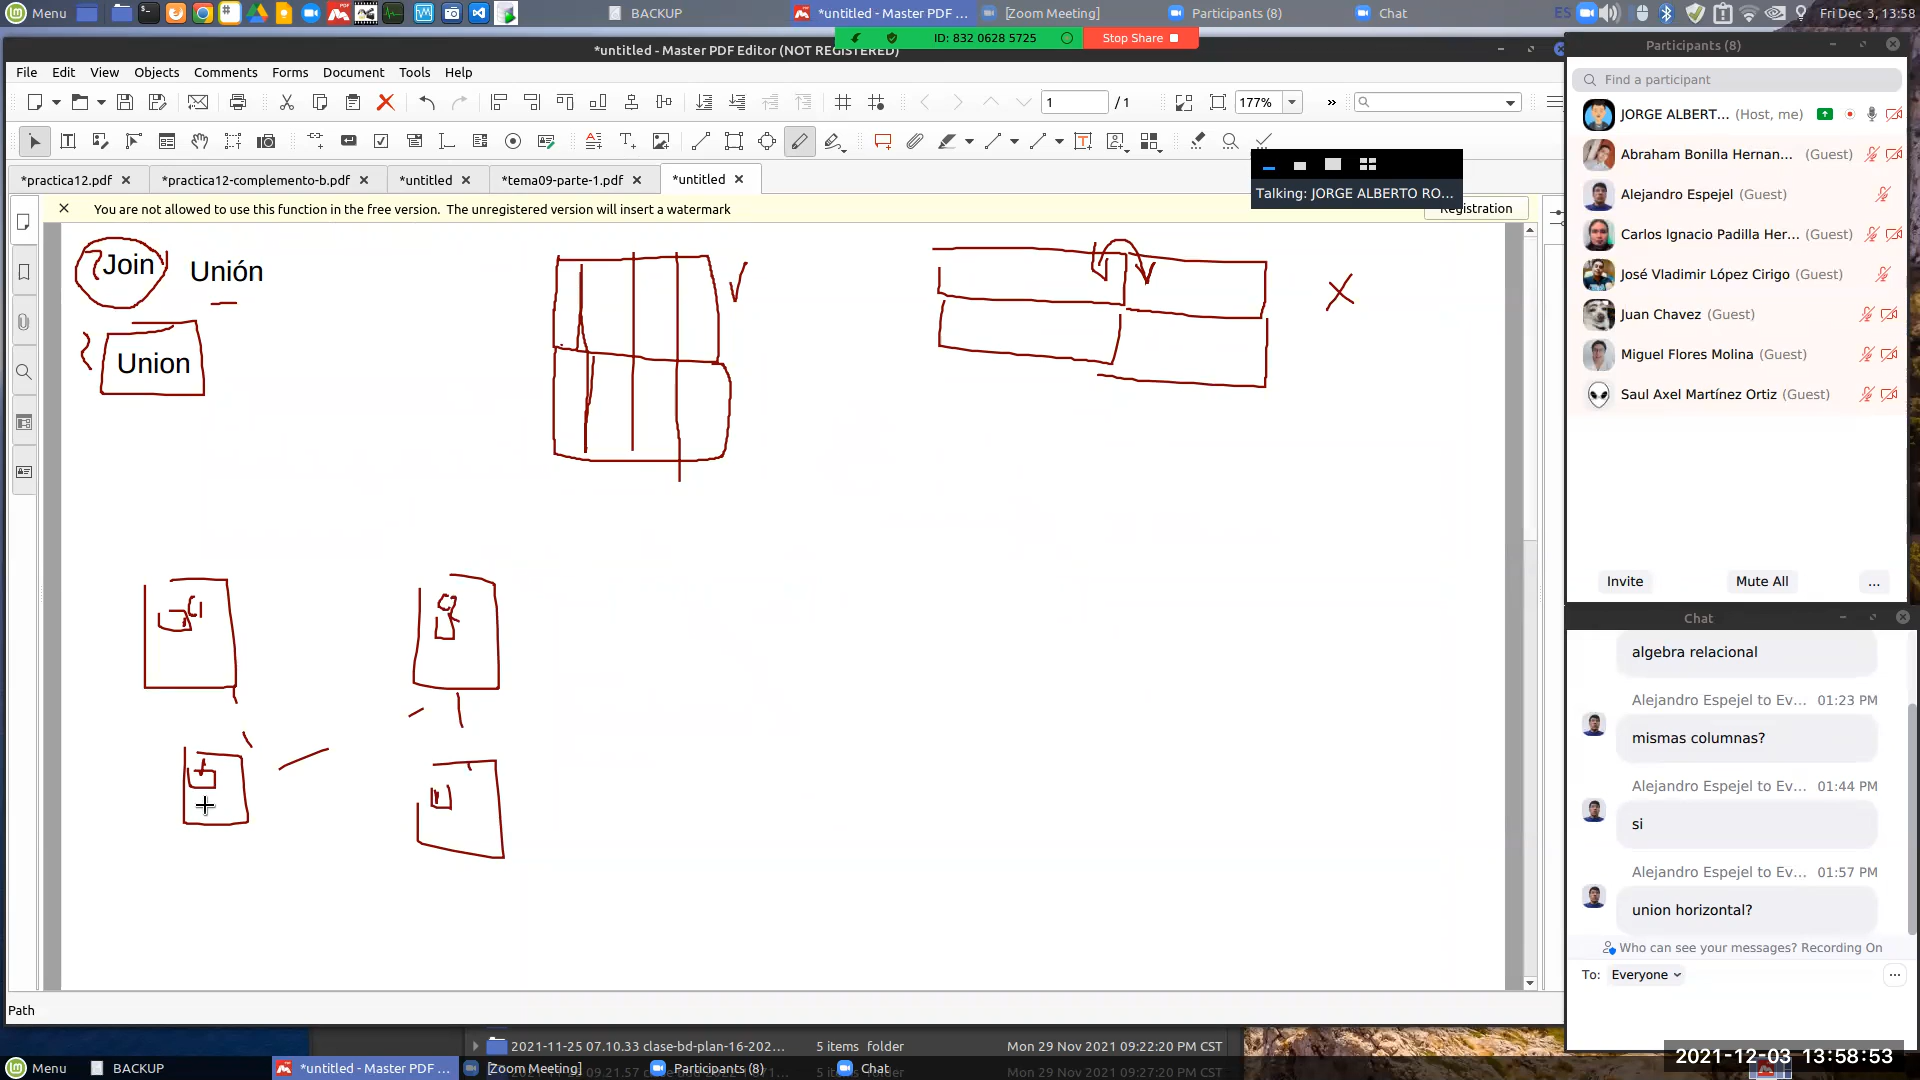 Menu
BACKUP
*untitled - Master PDF ...
[Zoom Meeting]
Participants (8)
Chat
ES
Fri Dec 3, 13:58
*untitled - Master PDF Editor (NOT REGISTERED)
ID: 832 0628 5725
Stop Share
File Edit View Objects Comments Forms Document Tools Help
1 / 1
177%
*practica12.pdf
*practica12-complemento-b.pdf
*untitled
*tema09-parte-1.pdf
*untitled
Talking: JORGE ALBERTO RO...
You are not allowed to use this function in the free version. The unregistered version will insert a watermark
Registration
Join
Unión
Union
C1
C2
Path
Participants (8)
Find a participant
JORGE ALBERT... (Host, me)
Abraham Bonilla Hernan... (Guest)
Alejandro Espejel (Guest)
Carlos Ignacio Padilla Her... (Guest)
José Vladimir López Cirigo (Guest)
Juan Chavez (Guest)
Miguel Flores Molina (Guest)
Saul Axel Martínez Ortiz (Guest)
Invite
Mute All
...
Chat
algebra relacional
Alejandro Espejel to Ev... 01:23 PM
mismas columnas?
Alejandro Espejel to Ev... 01:44 PM
si
Alejandro Espejel to Ev... 01:57 PM
union horizontal?
Who can see your messages? Recording On
To: Everyone
2021-11-25 07.10.33 clase-bd-plan-16-202... 5 items folder Mon 29 Nov 2021 09:22:20 PM CST
2021-12-03 13:58:53
Menu
BACKUP
*untitled - Master PDF ...
[Zoom Meeting]
Participants (8)
Chat